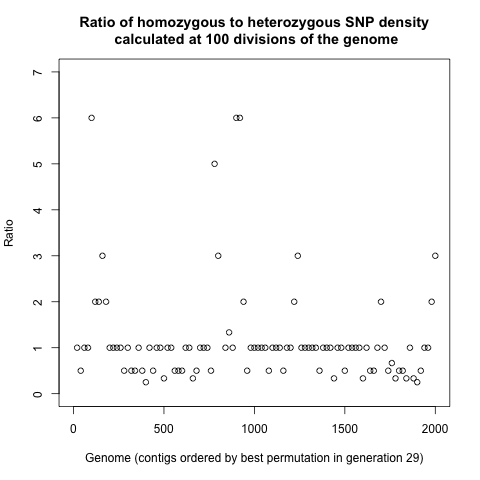 Ratio of homozygous to heterozygous SNP density
calculated at 100 divisions of the genome
Ratio
7
6
5
4
3
2
1
0
0 500 1000 1500 2000
Genome (contigs ordered by best permutation in generation 29)